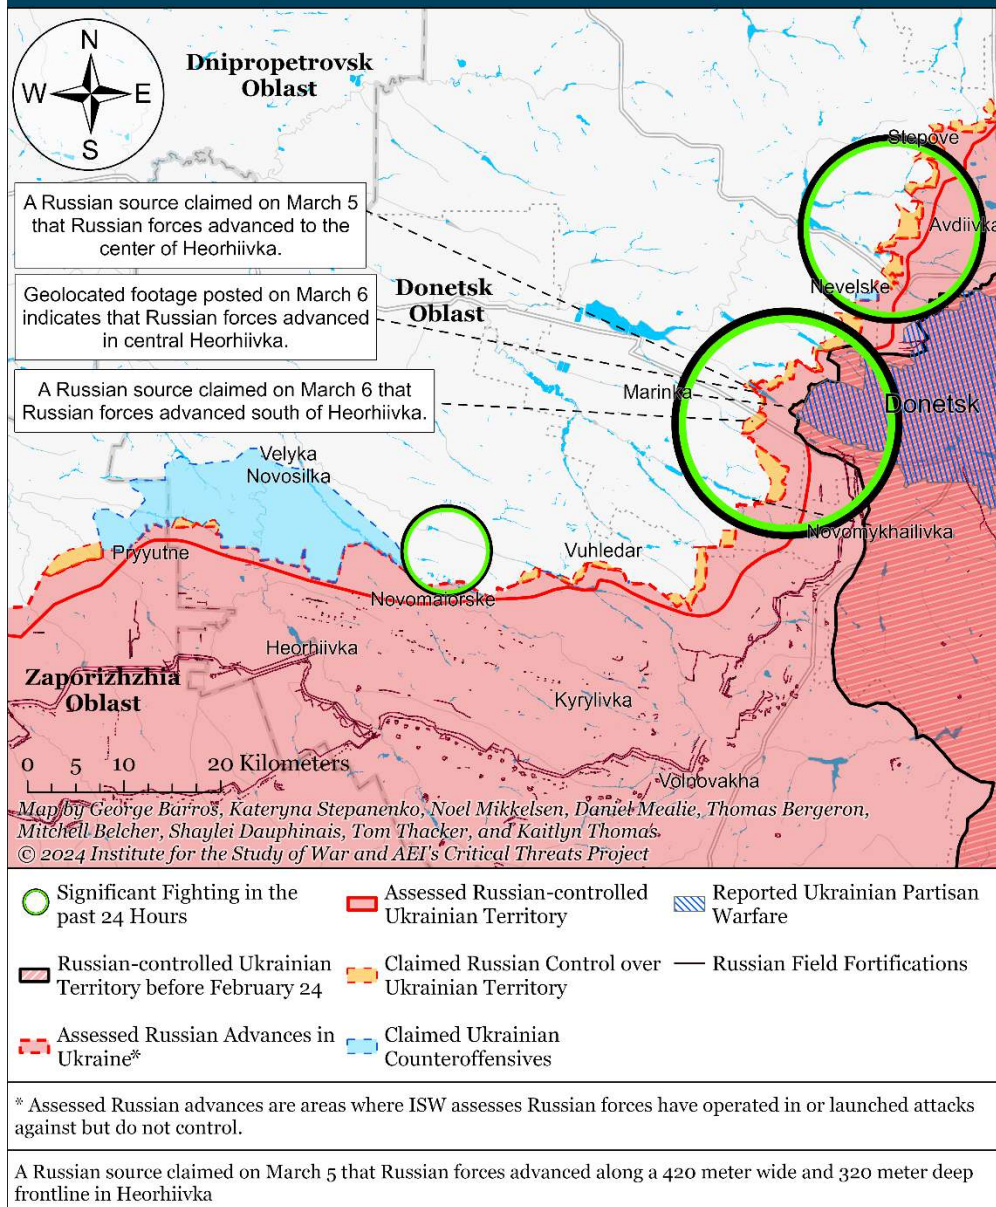 N
W E
S
Dnipropetrovsk
Oblast
Stepove
A Russian source claimed on March 5
that Russian forces advanced to the
center of Heorhiivka.
Avdiivka
Geolocated footage posted on March 6
indicates that Russian forces advanced
in central Heorhiivka.
Donetsk
Oblast
Nevelske
A Russian source claimed on March 6 that
Russian forces advanced south of Heorhiivka.
Marinka
Donetsk
Velyka
Novosilka
Novomykhailivka
Pryyutne
Vuhledar
Novomaiorske
Heorhiivka
Zaporizhzhia
Oblast
Kyrylivka
Volnovakha
0 5 10 20 Kilometers
Map by George Barros, Kateryna Stepanenko, Noel Mikkelsen, Daniel Mealie, Thomas Bergeron,
Mitchell Belcher, Shaylei Dauphinais, Tom Thacker, and Kaitlyn Thomas
© 2024 Institute for the Study of War and AEI's Critical Threats Project
Significant Fighting in the
past 24 Hours
Assessed Russian-controlled
Ukrainian Territory
Reported Ukrainian Partisan
Warfare
Russian-controlled Ukrainian
Territory before February 24
Claimed Russian Control over
Ukrainian Territory
Russian Field Fortifications
Assessed Russian Advances in
Ukraine*
Claimed Ukrainian
Counteroffensives
* Assessed Russian advances are areas where ISW assesses Russian forces have operated in or launched attacks
against but do not control.
A Russian source claimed on March 5 that Russian forces advanced along a 420 meter wide and 320 meter deep
frontline in Heorhiivka